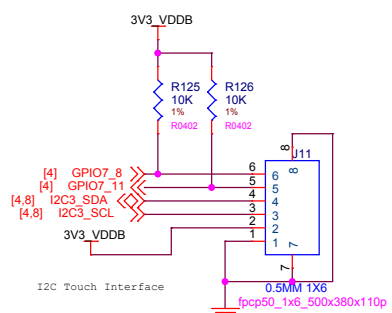 3V3_VDDB
R125 R126
10K 10K
1% 1%
R0402 R0402
J11
8
8
[4] GPIO7_8 6 6
[4] GPIO7_11 5 5
[4,8] I2C3_SDA 4 4
[4,8] I2C3_SCL 3 3
3V3_VDDB 2 2
1 1
7
7
I2C Touch Interface
0.5MM 1X6
fpcp50_1x6_500x380x110p